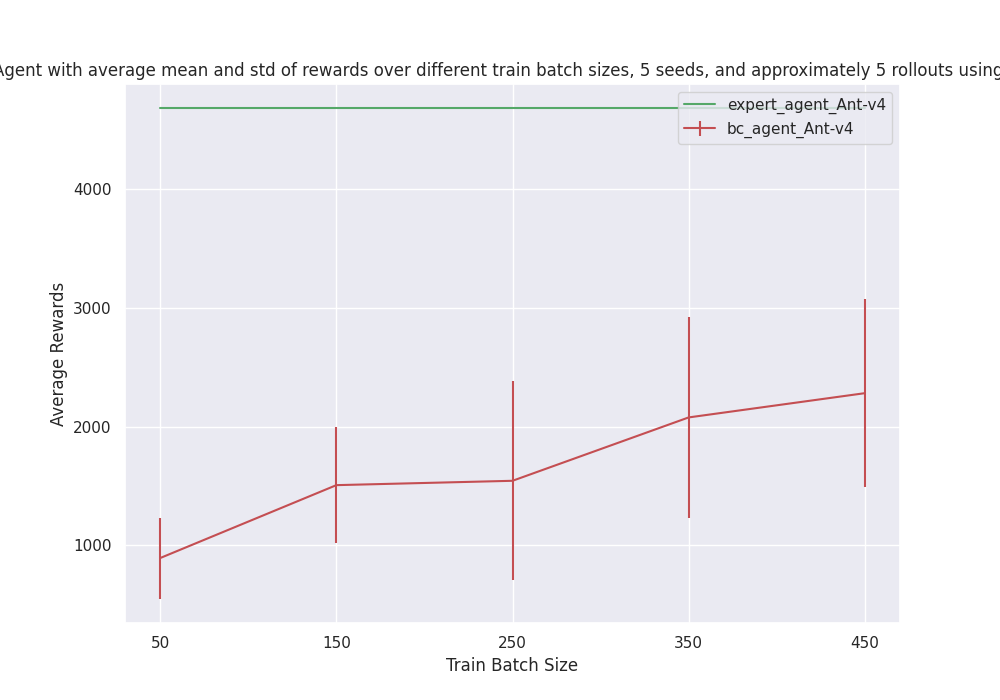 Agent with average mean and std of rewards over different train batch sizes, 5 seeds, and approximately 5 rollouts using
expert_agent_Ant-v4
bc_agent_Ant-v4
Average Rewards
4000
3000
2000
1000
50 150 250 350 450
Train Batch Size